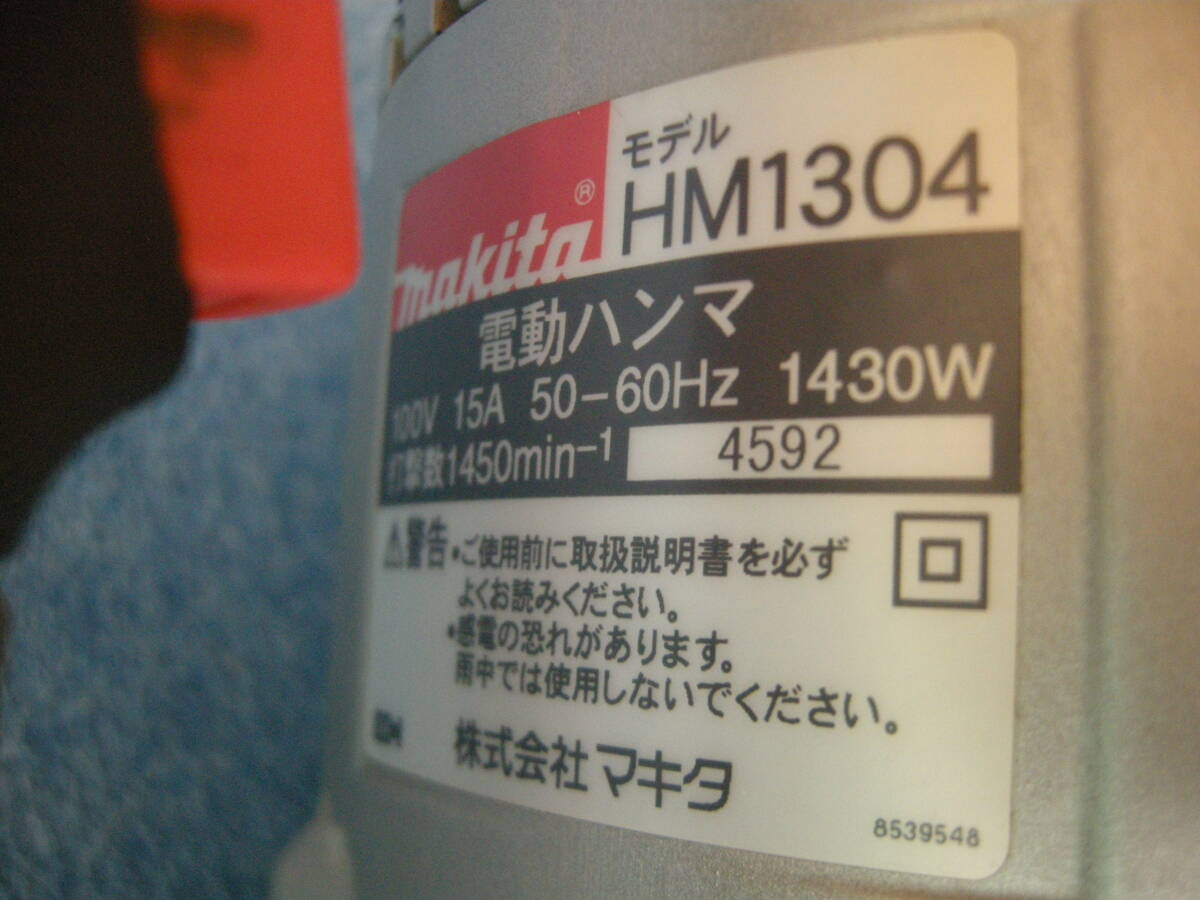 モデル
makita® HM1304
電動ハンマ
100V 15A 50-60Hz 1430W
打撃数1450min⁻¹ 4592
⚠警告 •ご使用前に取扱説明書を必ず
よくお読みください。
•感電の恐れがあります。
雨中では使用しないでください。
株式会社 マキタ
8539548